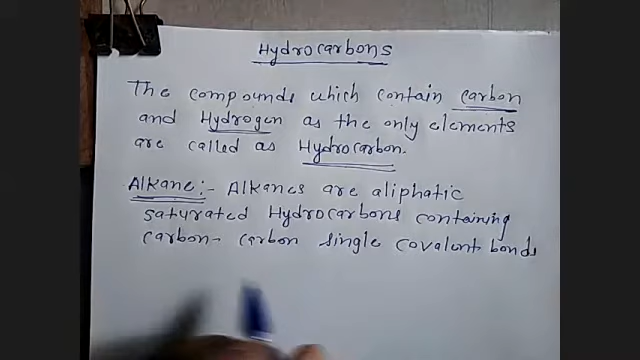 Hydrocarbons
The compounds which contain carbon
and Hydrogen as the only elements
are called as Hydrocarbon.
Alkane:- Alkanes are aliphatic
saturated Hydrocarbons containing
carbon- carbon single covalent bonds